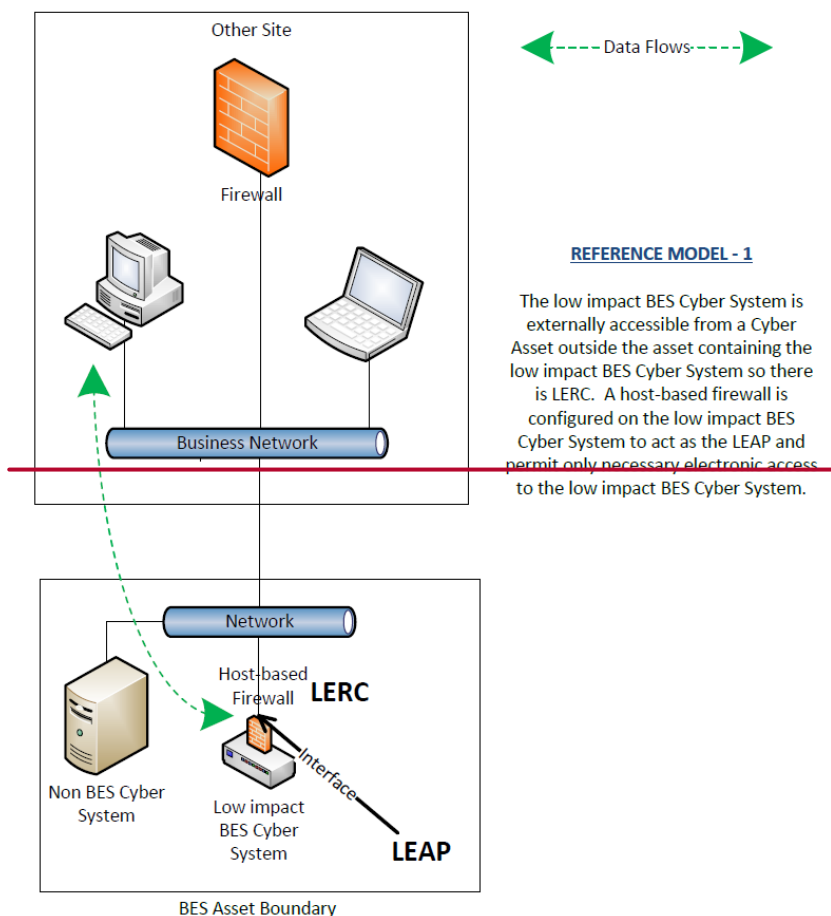 Other Site
Data Flows
Firewall
REFERENCE MODEL - 1
The low impact BES Cyber System is
externally accessible from a Cyber
Asset outside the asset containing the
low impact BES Cyber System so there
is LERC. A host-based firewall is
configured on the low impact BES
Cyber System to act as the LEAP and
permit only necessary electronic access
to the low impact BES Cyber System.
Business Network
Network
Host-based
Firewall
LERC
Interface
Non BES Cyber
System
Low impact
BES Cyber
System
LEAP
BES Asset Boundary